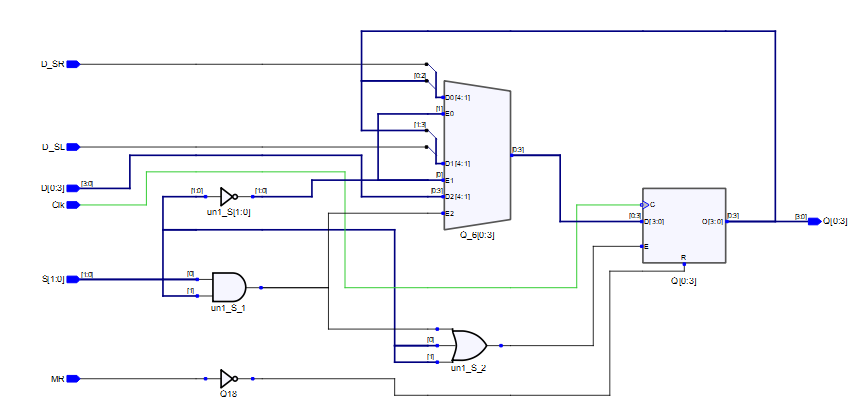 D_SR
[0:2]
D0[4:1]
[1]
E0
[1:3]
D_SL
[0:3]
D1[4:1]
D[0:3]
[3:0]
[0]
E1
[1:0]
[1:0]
[0:3]
D2[4:1]
Clk
un1_S[1:0]
E2
Q_6[0:3]
C
[0:3]
D[3:0]
Q[3:0]
[0:3]
[3:0]
Q[0:3]
E
R
Q[0:3]
S[1:0]
[1:0]
[0]
[1]
un1_S_1
[0]
[1]
un1_S_2
MR
Q18